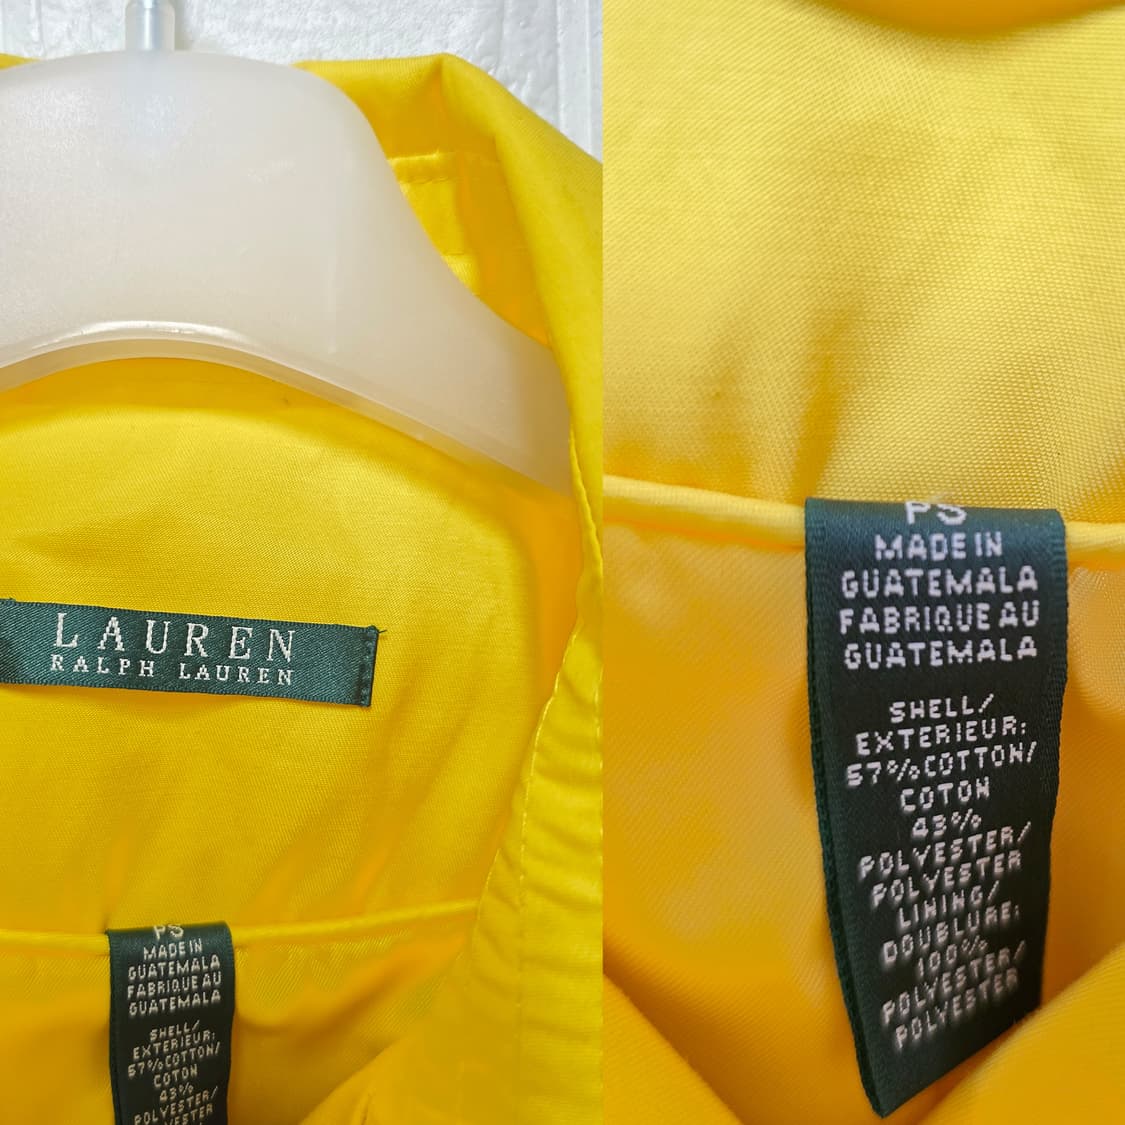 LAUREN
RALPH LAUREN
PS
MADE IN
GUATEMALA
FABRIQUE AU
GUATEMALA
SHELL/
EXTERIEUR:
57%COTTON/
COTON
43%
POLYESTER/
POLYESTER
PS
MADE IN
GUATEMALA
FABRIQUE AU
GUATEMALA
SHELL/
EXTERIEUR:
57%COTTON/
COTON
43%
POLYESTER/
POLYESTER
LINING/
DOUBLURE:
100%
POLYESTER/
POLYESTER